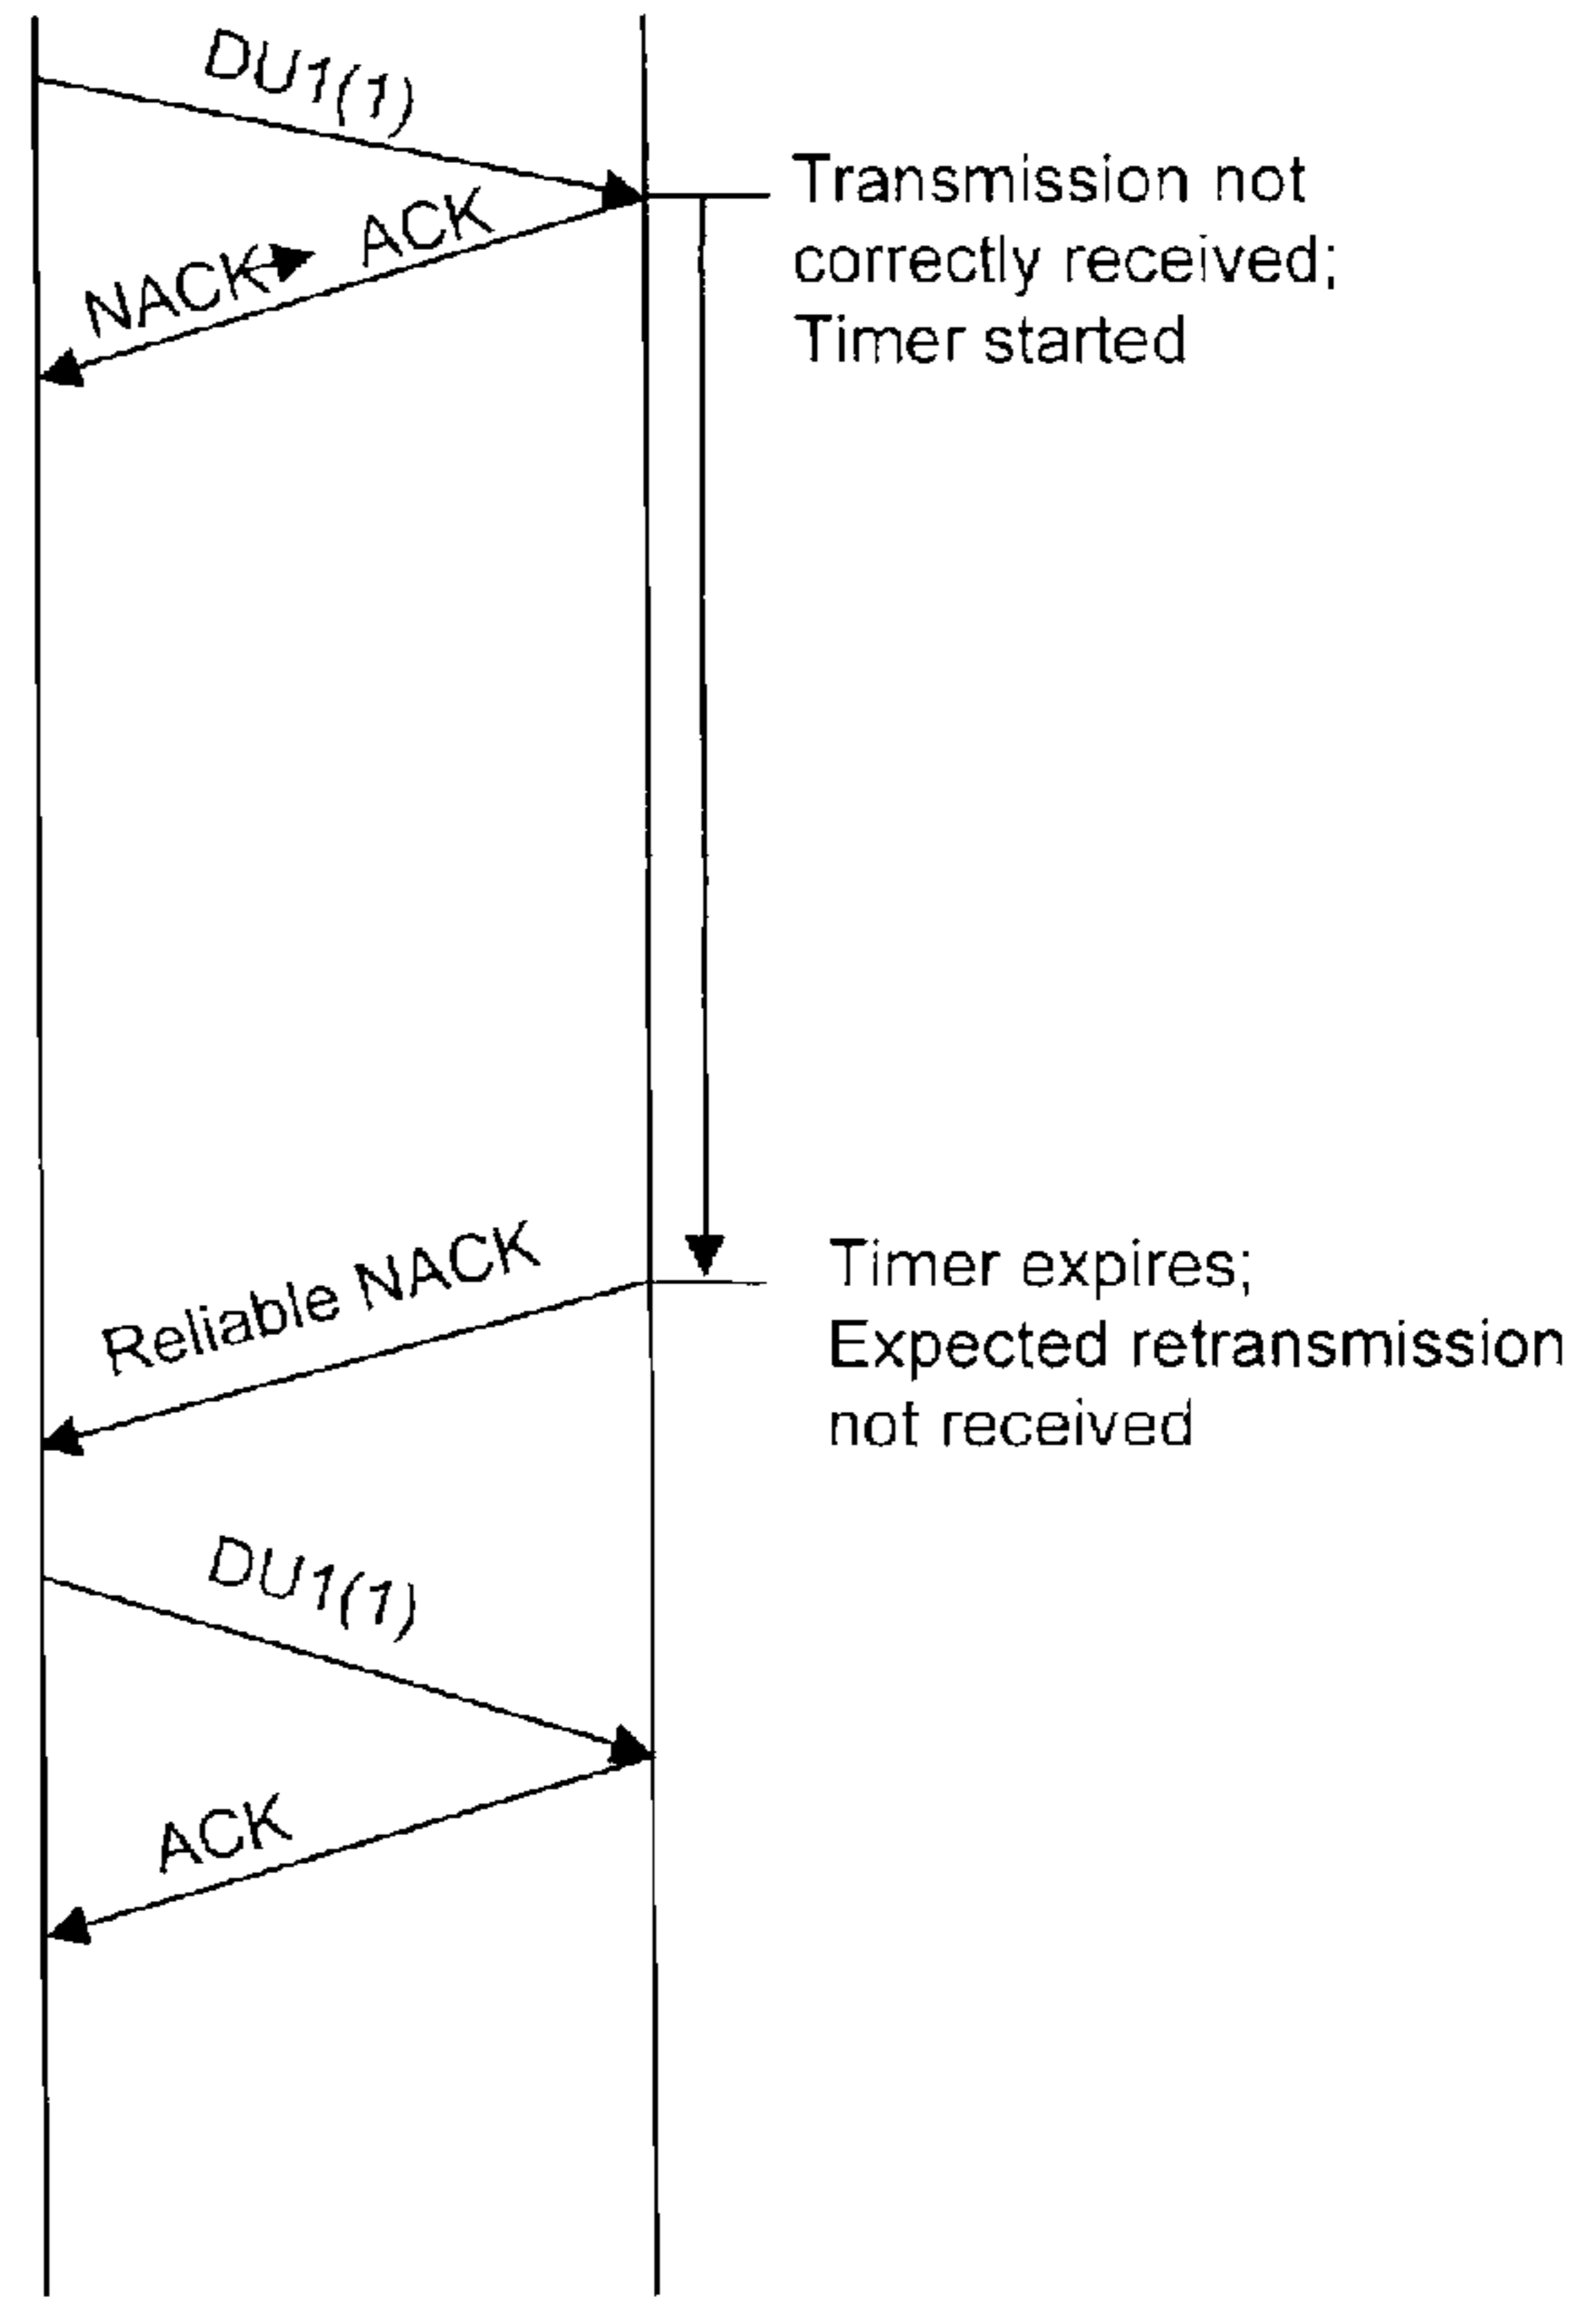 DU1(1)
NACK ACK
Transmission not
correctly received;
Timer started
Reliable NACK
Timer expires;
Expected retransmission
not received
DU1(1)
ACK